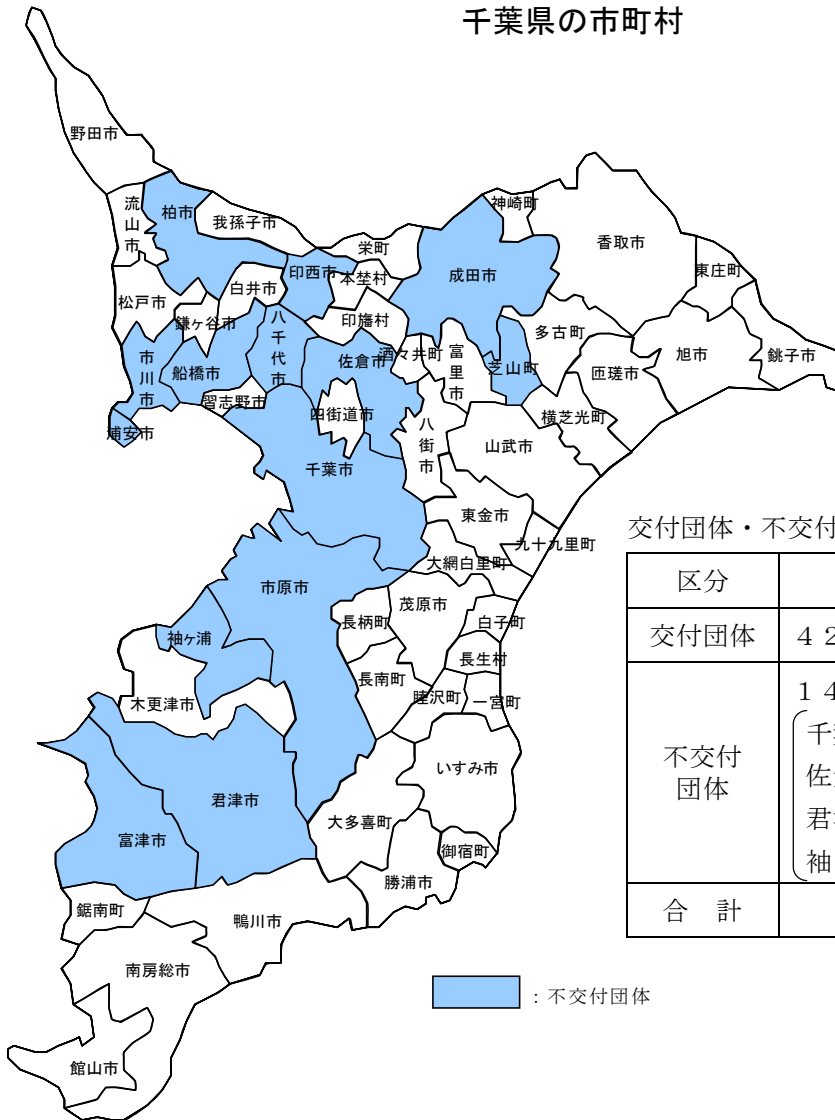 千葉県の市町村
野田市
流山市
柏市
我孫子市
松戸市
鎌ヶ谷市
白井市
印西市
栄町
本埜村
印旛村
成田市
神崎町
香取市
東庄町
銚子市
旭市
匝瑳市
多古町
芝山町
横芝光町
富里市
酒々井町
佐倉市
八千代市
船橋市
市川市
浦安市
習志野市
四街道市
千葉市
八街市
山武市
東金市
九十九里町
大網白里町
市原市
袖ヶ浦
木更津市
長柄町
茂原市
白子町
長生村
長南町
睦沢町
一宮町
いすみ市
君津市
富津市
大多喜町
御宿町
勝浦市
鋸南町
鴨川市
南房総市
館山市
:不交付団体
交付団体・不交付
区分
交付団体 42
不交付
団体
14
千
佐
君
袖
合 計